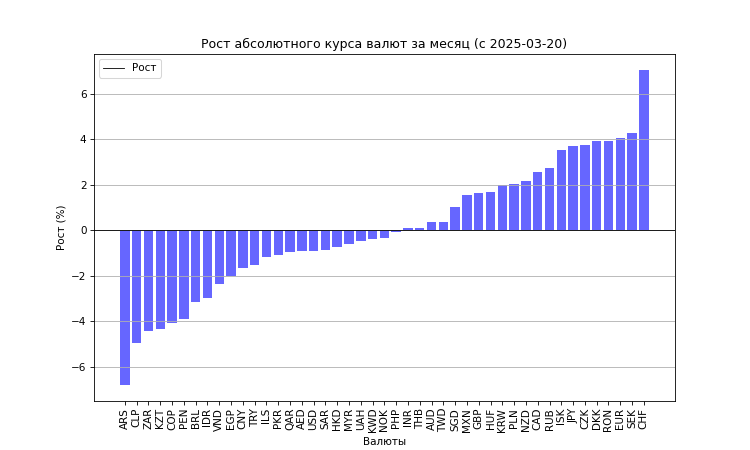 Рост абсолютного курса валют за месяц (с 2025-03-20)
Рост
6
4
2
0
−2
−4
−6
Рост (%)
ARS CLP ZAR KZT COP PEN BRL IDR VND EGP CNY TRY ILS PKR QAR AED USD SAR HKD MYR UAH KWD NOK PHP INR THB AUD TWD SGD MXN GBP HUF KRW PLN NZD CAD RUB ISK JPY CZK DKK RON EUR SEK CHF
Валюты